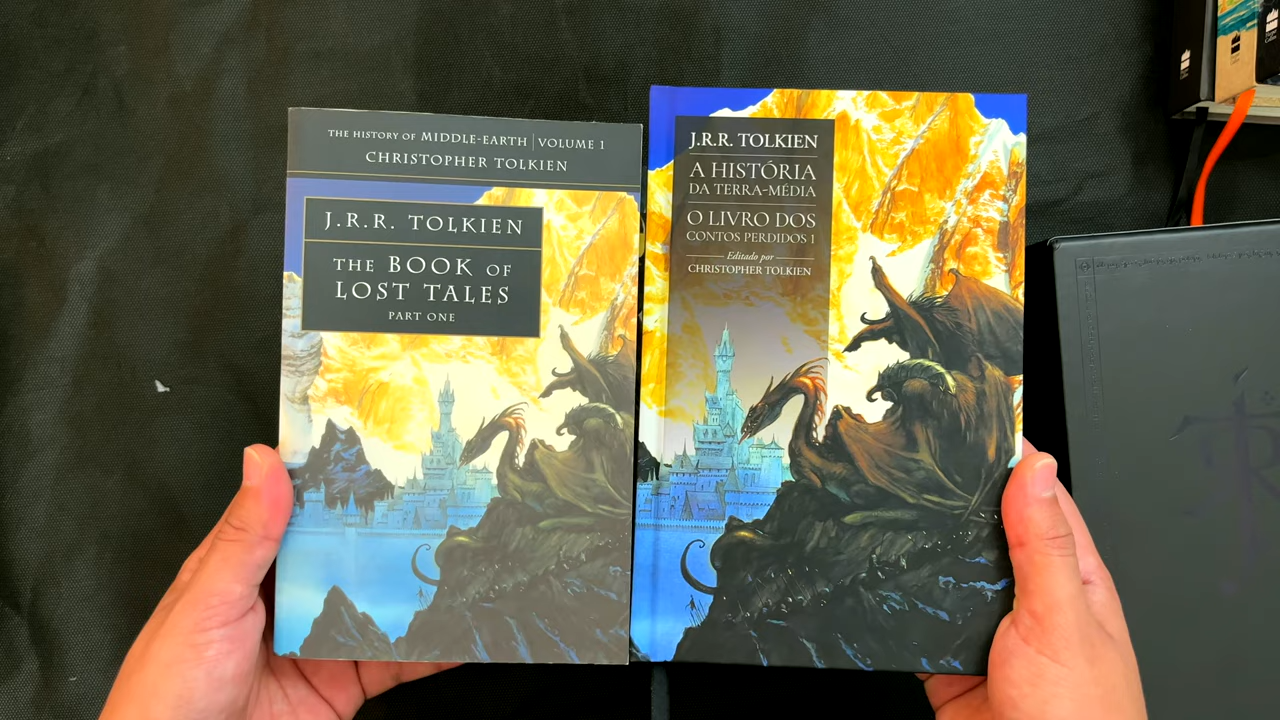 THE HISTORY OF MIDDLE-EARTH | VOLUME 1
CHRISTOPHER TOLKIEN
J.R.R. TOLKIEN
THE BOOK OF
LOST TALES
PART ONE
J.R.R. TOLKIEN
A HISTÓRIA
DA TERRA-MÉDIA
O LIVRO DOS
CONTOS PERDIDOS 1
Editado por
CHRISTOPHER TOLKIEN